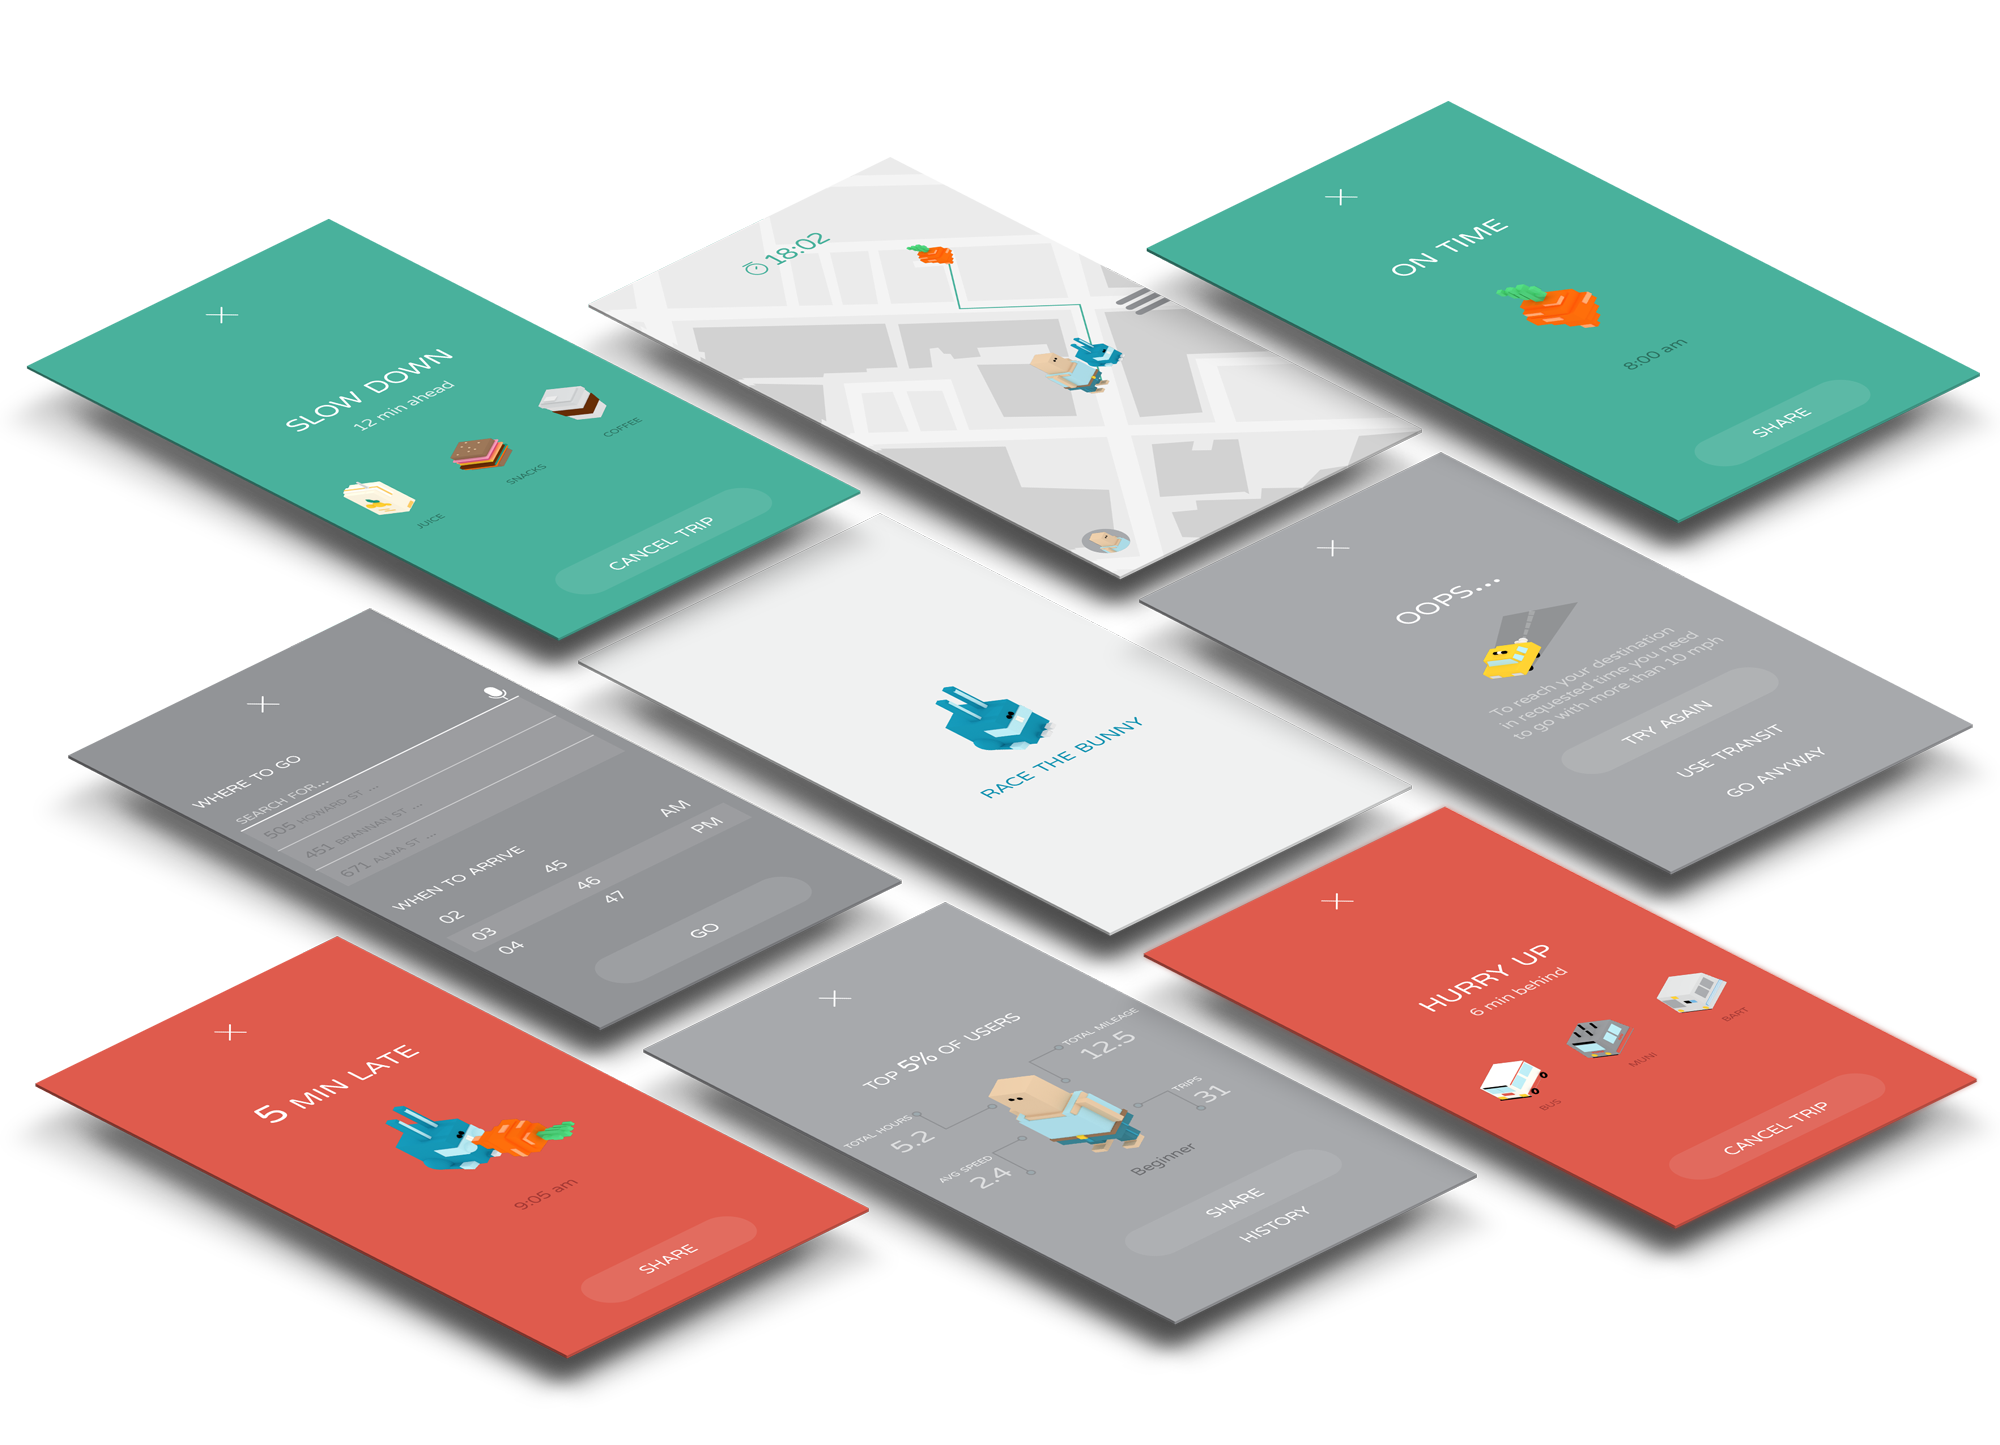 SLOW DOWN
12 min ahead
JUICE
SNACKS
COFFEE
CANCEL TRIP
18:02
ON TIME
8:00 am
SHARE
WHERE TO GO
SEARCH FOR...
505 HOWARD ST ...
451 BRANNAN ST ...
671 ALMA ST ...
WHEN TO ARRIVE
02 45 AM
03 46 PM
04 47
GO
RACE THE BUNNY
OOPS...
To reach your destination
in requested time you need
to go with more than 10 mph
TRY AGAIN
USE TRANSIT
GO ANYWAY
5 MIN LATE
9:05 am
SHARE
TOP 5% OF USERS
TOTAL MILEAGE
12.5
TRIPS
31
TOTAL HOURS
5.2
AVG SPEED
2.4
Beginner
SHARE
HISTORY
HURRY UP
6 min behind
BUS
MUNI
BART
CANCEL TRIP